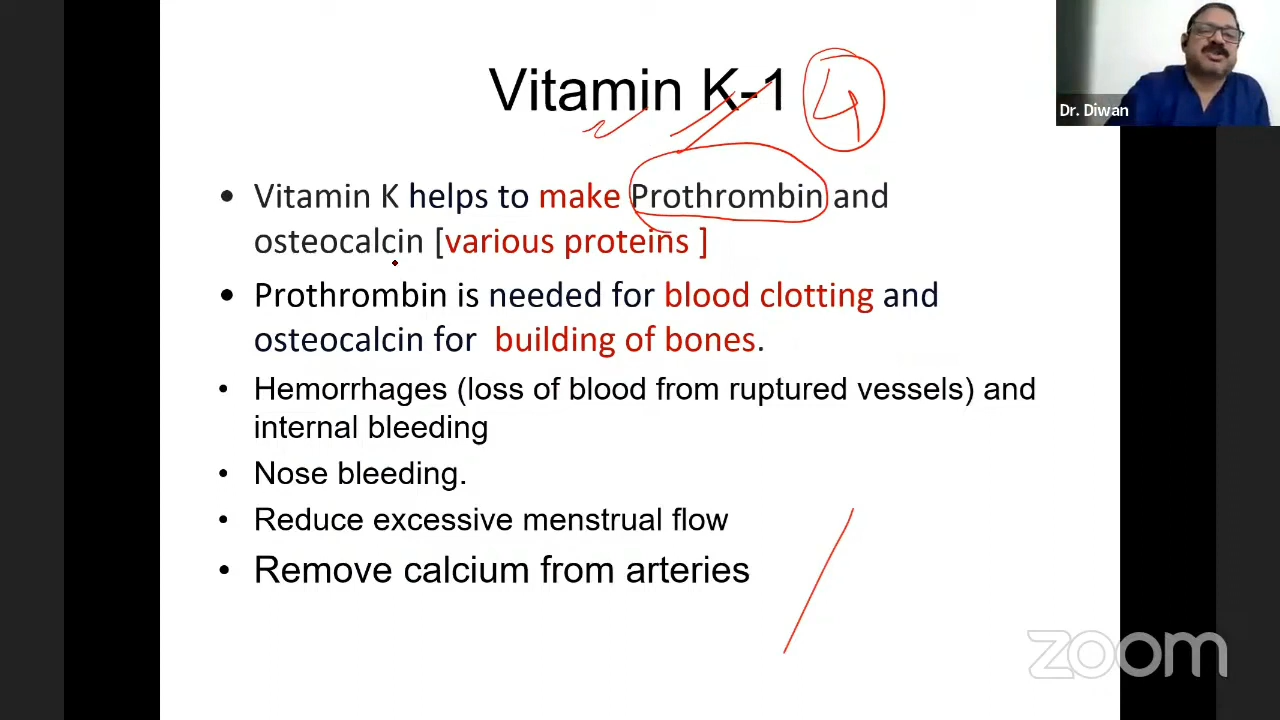 Vitamin K-1 4
Dr. Diwan
• Vitamin K helps to make Prothrombin and
osteocalcin [various proteins ]
• Prothrombin is needed for blood clotting and
osteocalcin for building of bones.
• Hemorrhages (loss of blood from ruptured vessels) and
internal bleeding
• Nose bleeding.
• Reduce excessive menstrual flow
• Remove calcium from arteries
zoom